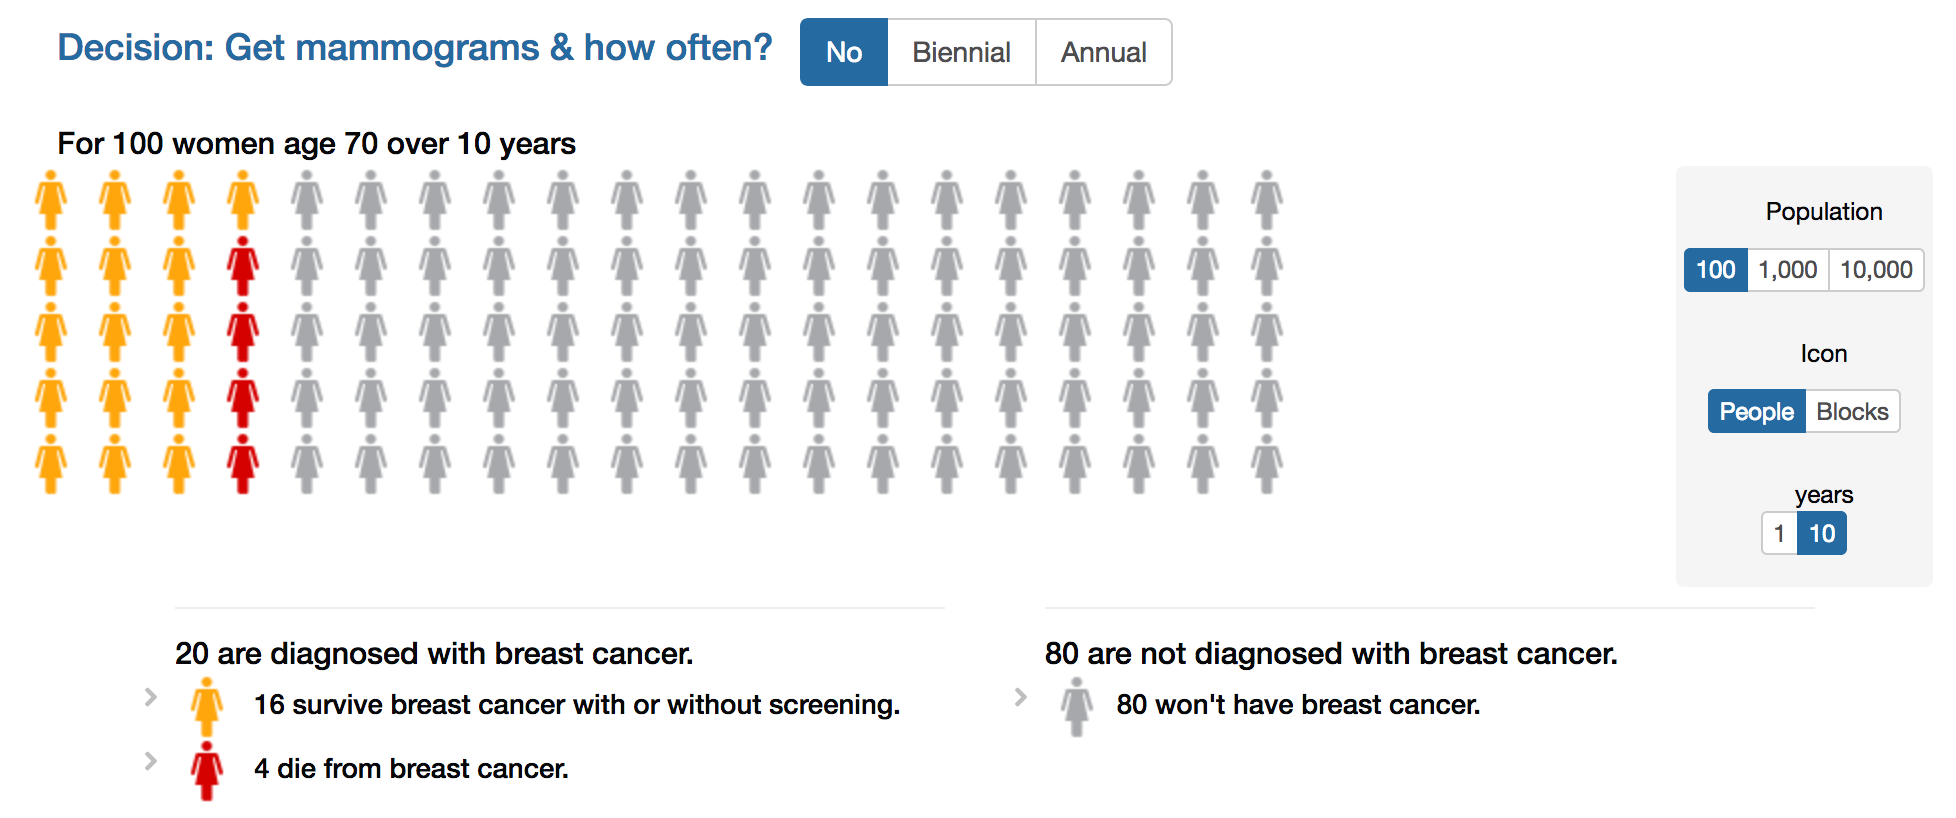 Decision: Get mammograms & how often?
No Biennial Annual
For 100 women age 70 over 10 years
Population
100 1,000 10,000
Icon
People Blocks
years
1 10
20 are diagnosed with breast cancer.
16 survive breast cancer with or without screening.
4 die from breast cancer.
80 are not diagnosed with breast cancer.
80 won't have breast cancer.